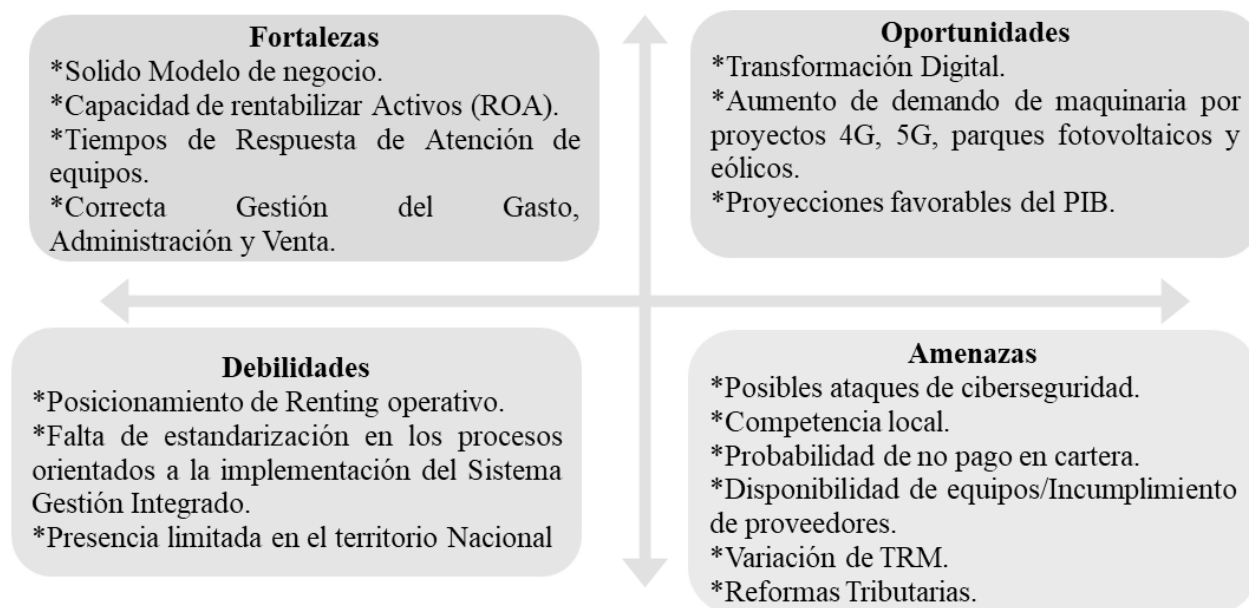 Fortalezas
*Solido Modelo de negocio.
*Capacidad de rentabilizar Activos (ROA).
*Tiempos de Respuesta de Atención de
equipos.
*Correcta Gestión del Gasto,
Administración y Venta.
Oportunidades
*Transformación Digital.
*Aumento de demando de maquinaria por
proyectos 4G, 5G, parques fotovoltaicos y
eólicos.
*Proyecciones favorables del PIB.
Debilidades
*Posicionamiento de Renting operativo.
*Falta de estandarización en los procesos
orientados a la implementación del Sistema
Gestión Integrado.
*Presencia limitada en el territorio Nacional
Amenazas
*Posibles ataques de ciberseguridad.
*Competencia local.
*Probabilidad de no pago en cartera.
*Disponibilidad de equipos/Incumplimiento
de proveedores.
*Variación de TRM.
*Reformas Tributarias.